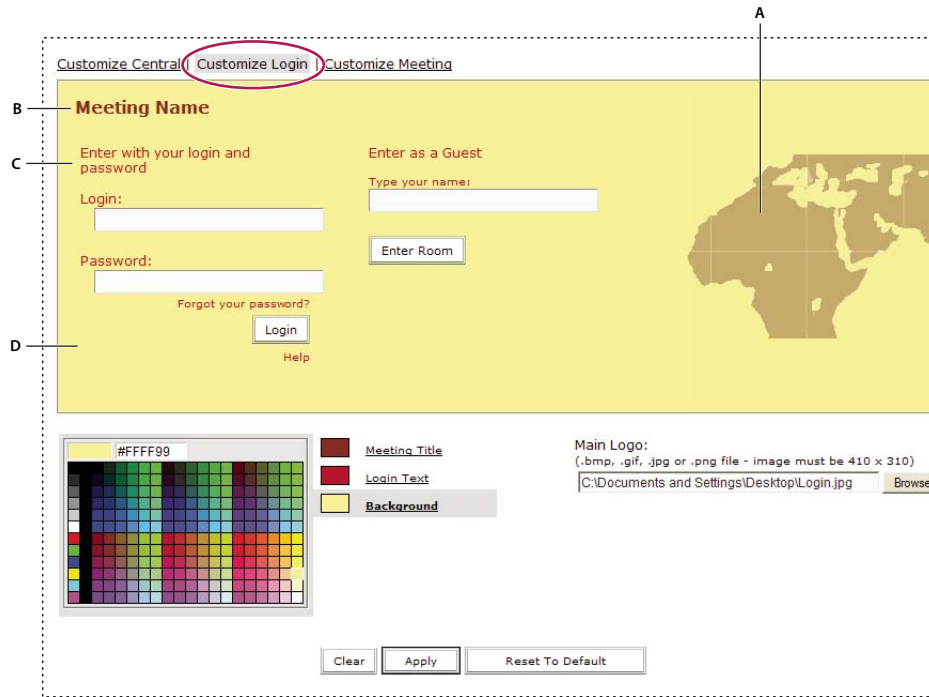 A
Customize Central | Customize Login | Customize Meeting
B
Meeting Name
C
Enter with your login and
password
Enter as a Guest
Type your name:
Login:
Enter Room
Password:
Forgot your password?
Login
D
Help
#FFFF99
Meeting Title
Login Text
Background
Main Logo:
(.bmp, .gif, .jpg or .png file - image must be 410 x 310)
C:\Documents and Settings\Desktop\Login.jpg
Browse
Clear
Apply
Reset To Default